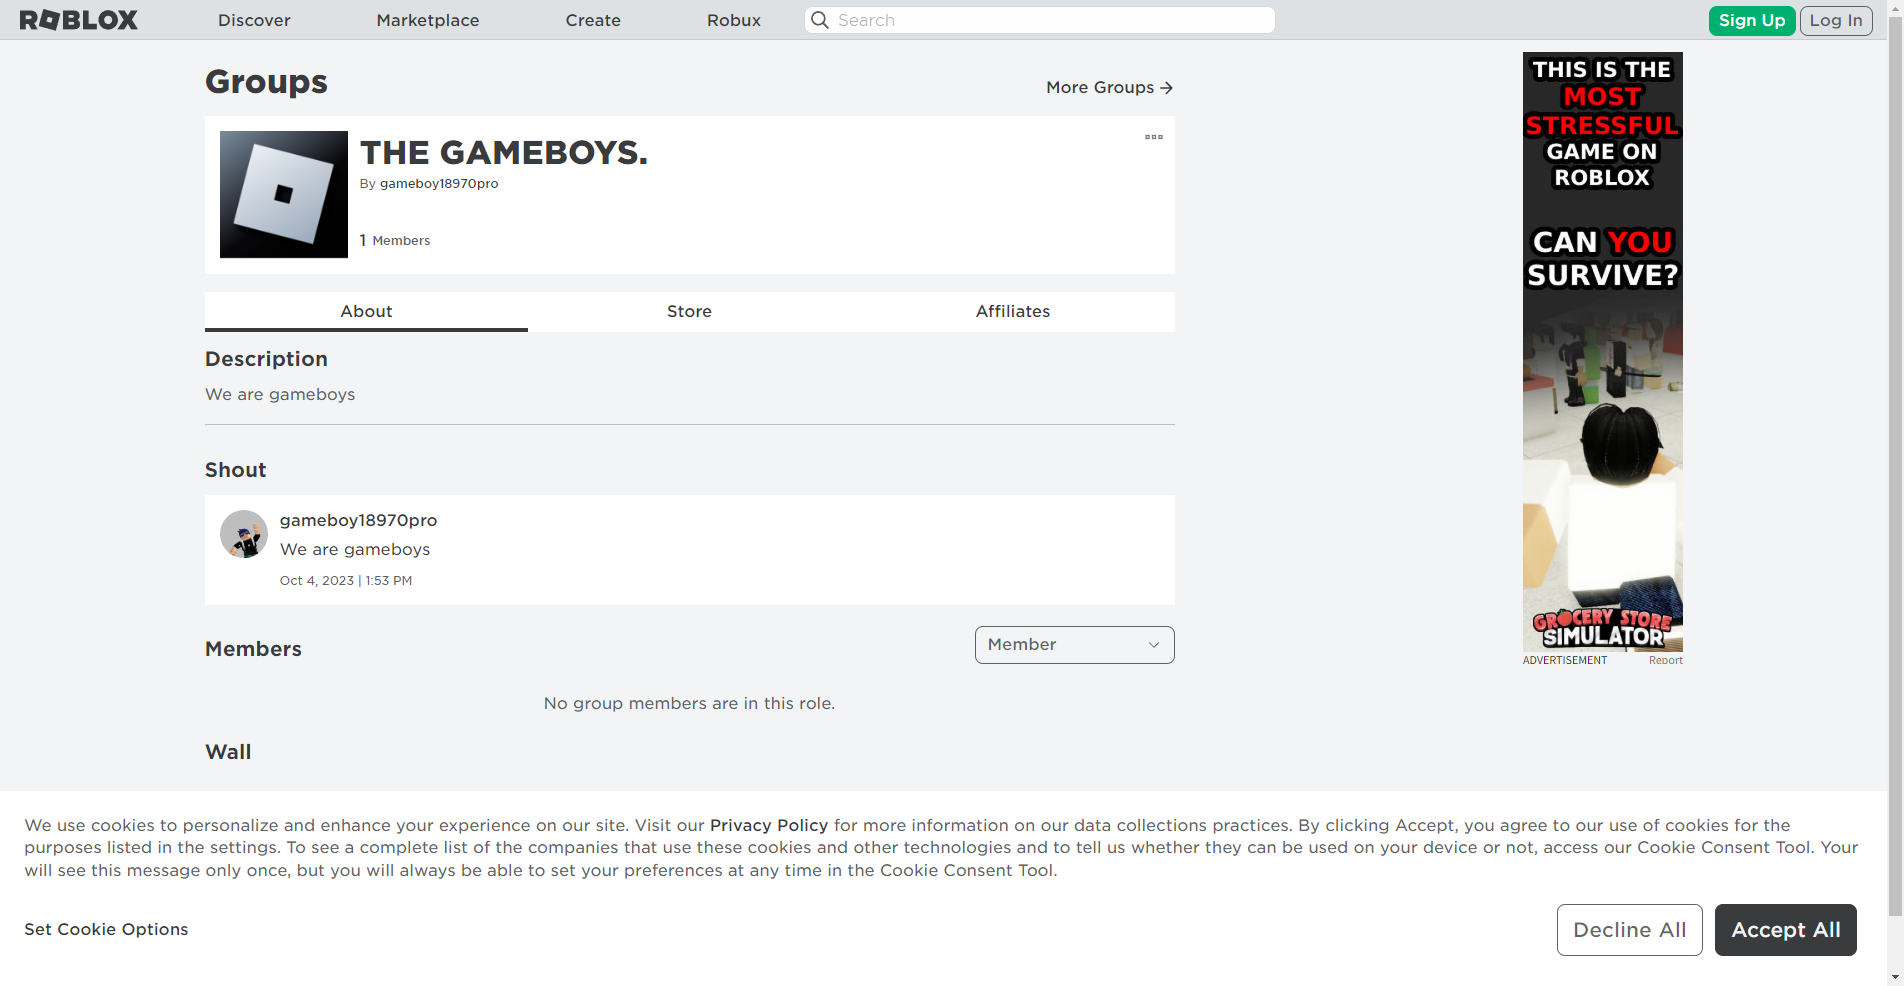 ROBLOX
Discover
Marketplace
Create
Robux
Search
Sign Up
Log In
Groups
More Groups →
THE GAMEBOYS.
By gameboy18970pro
1 Members
About
Store
Affiliates
Description
We are gameboys
Shout
gameboy18970pro
We are gameboys
Oct 4, 2023 | 1:53 PM
Members
Member
No group members are in this role.
Wall
THIS IS THE
MOST
STRESSFUL
GAME ON
ROBLOX
CAN YOU
SURVIVE?
GROCERY STORE
SIMULATOR
ADVERTISEMENT
Report
We use cookies to personalize and enhance your experience on our site. Visit our Privacy Policy for more information on our data collections practices. By clicking Accept, you agree to our use of cookies for the
purposes listed in the settings. To see a complete list of the companies that use these cookies and other technologies and to tell us whether they can be used on your device or not, access our Cookie Consent Tool. Your
will see this message only once, but you will always be able to set your preferences at any time in the Cookie Consent Tool.
Set Cookie Options
Decline All
Accept All